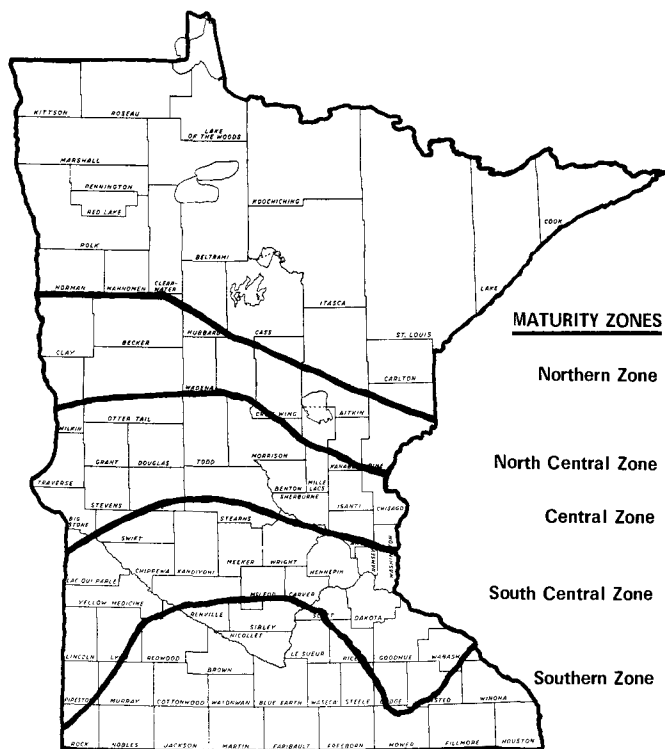 KITTSON
ROSEAU
LAKE
OF THE WOODS
MARSHALL
KOOCHICHING
PENNINGTON
RED LAKE
COOK
POLK
BELTRAMI
LAKE
NORMAN
MAHNOMEN
CLEAR-
WATER
ITASCA
HUBBARD
CASS
ST. LOUIS
MATURITY ZONES
BECKER
CLAY
Northern Zone
CARLTON
WADENA
CROW WING
AITKIN
OTTER TAIL
WILKIN
MORRISON
North Central Zone
GRANT
DOUGLAS
TODD
KANABEC
PINE
MILLE
LACS
TRAVERSE
BENTON
SHERBURNE
STEVENS
ISANTI
CHISAGO
Central Zone
BIG
STONE
STEARNS
SWIFT
MEEKER
WRIGHT
RAMSEY
WASHINGTON
CHIPPEWA
KANDIYOHI
HENNEPIN
LAC QUI PARLE
MCLEOD
CARVER
South Central Zone
YELLOW MEDICINE
RENVILLE
SCOTT
DAKOTA
SIBLEY
NICOLLET
LINCOLN
LYON
REDWOOD
LE SUEUR
RICE
GOODHUE
WABASHA
BROWN
Southern Zone
PIPESTONE
MURRAY
COTTONWOOD
WATONWAN
BLUE EARTH
WASECA
STEELE
DODGE
OLMSTED
WINONA
ROCK
NOBLES
JACKSON
MARTIN
FARIBAULT
FREEBORN
MOWER
FILLMORE
HOUSTON